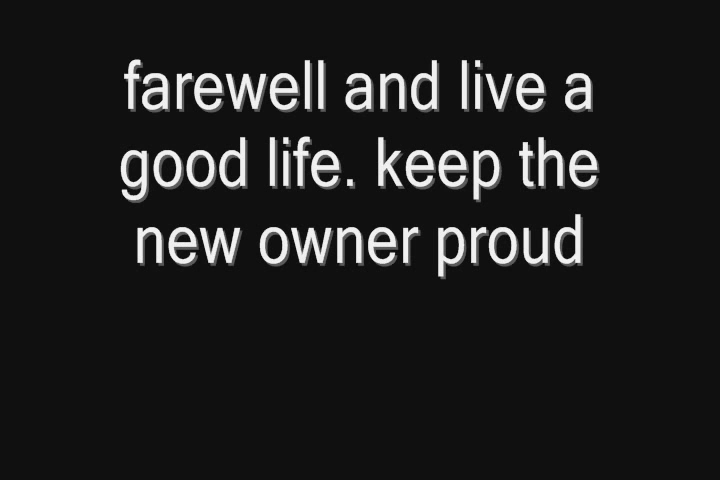 farewell and live a
good life. keep the
new owner proud